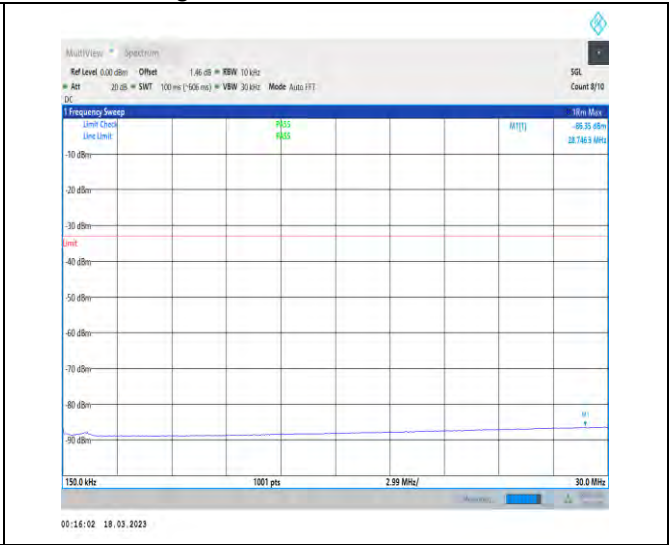 MultiView Spectrum
Ref Level 0.00 dBm Offset 1.46 dB RBW 10 kHz SGL
Att 20 dB SWT 100 ms (~606 ms) VBW 30 kHz Mode Auto FFT Count 8/10
DC
1 Frequency Sweep 1Rm Max
Limit Check PASS M1[1] -86.35 dBm
Line Limit PASS 28.746.3 MHz
-10 dBm
-20 dBm
-30 dBm
Limit
-40 dBm
-50 dBm
-60 dBm
-70 dBm
-80 dBm
M1
-90 dBm
150.0 kHz 1001 pts 2.99 MHz/ 30.0 MHz
00:16:02 18.03.2023